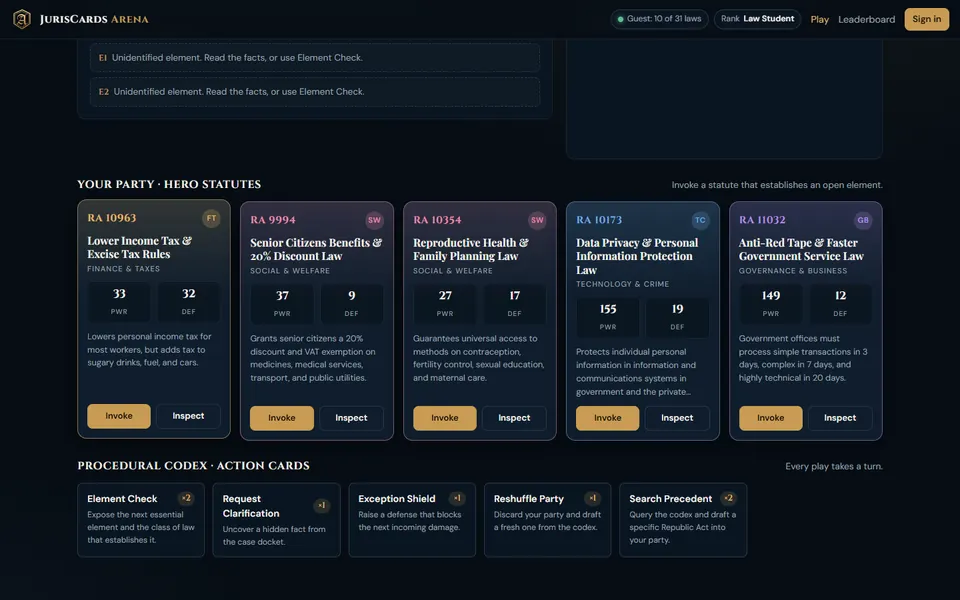 JurisCards Arena
Guest: 10 of 31 laws
Rank Law Student
Play
Leaderboard
Sign in
E1 Unidentified element. Read the facts, or use Element Check.
E2 Unidentified element. Read the facts, or use Element Check.
YOUR PARTY · HERO STATUTES
Invoke a statute that establishes an open element.
RA 10963
FT
Lower Income Tax &
Excise Tax Rules
FINANCE & TAXES
33
PWR
32
DEF
Lowers personal income tax for
most workers, but adds tax to
sugary drinks, fuel, and cars.
Invoke
Inspect
RA 9994
SW
Senior Citizens Benefits &
20% Discount Law
SOCIAL & WELFARE
37
PWR
9
DEF
Grants senior citizens a 20%
discount and VAT exemption on
medicines, medical services,
transport, and public utilities.
Invoke
Inspect
RA 10354
SW
Reproductive Health &
Family Planning Law
SOCIAL & WELFARE
27
PWR
17
DEF
Guarantees universal access to
methods on contraception,
fertility control, sexual education,
and maternal care.
Invoke
Inspect
RA 10173
TC
Data Privacy & Personal
Information Protection
Law
TECHNOLOGY & CRIME
155
PWR
19
DEF
Protects individual personal
information in information and
communications systems in
government and the private...
Invoke
Inspect
RA 11032
GB
Anti-Red Tape & Faster
Government Service Law
GOVERNANCE & BUSINESS
149
PWR
12
DEF
Government offices must
process simple transactions in 3
days, complex in 7 days, and
highly technical in 20 days.
Invoke
Inspect
PROCEDURAL CODEX · ACTION CARDS
Every play takes a turn.
Element Check
×2
Expose the next essential
element and the class of law
that establishes it.
Request
Clarification
×1
Uncover a hidden fact from
the case docket.
Exception Shield
×1
Raise a defense that blocks
the next incoming damage.
Reshuffle Party
×1
Discard your party and draft
a fresh one from the codex.
Search Precedent
×2
Query the codex and draft a
specific Republic Act into
your party.